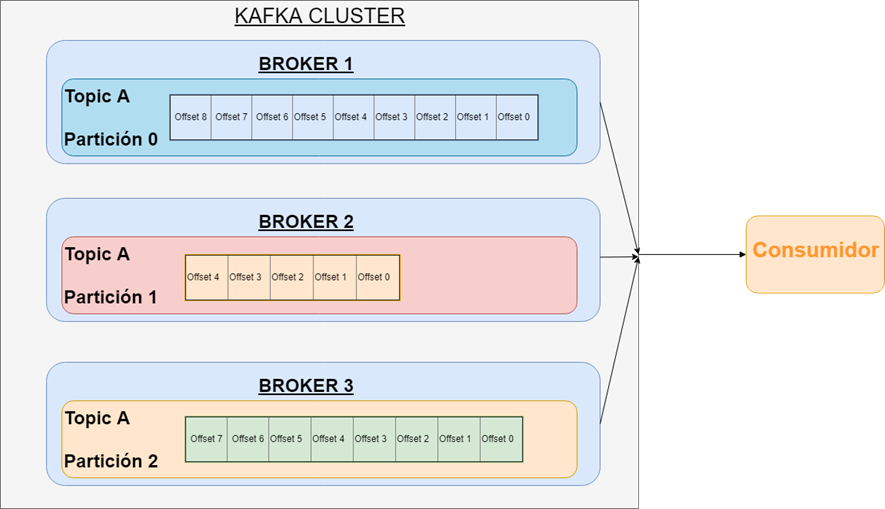 KAFKA CLUSTER
BROKER 1
Topic A
Offset 8 Offset 7 Offset 6 Offset 5 Offset 4 Offset 3 Offset 2 Offset 1 Offset 0
Partición 0
BROKER 2
Topic A
Offset 4 Offset 3 Offset 2 Offset 1 Offset 0
Partición 1
Consumidor
BROKER 3
Topic A
Offset 7 Offset 6 Offset 5 Offset 4 Offset 3 Offset 2 Offset 1 Offset 0
Partición 2